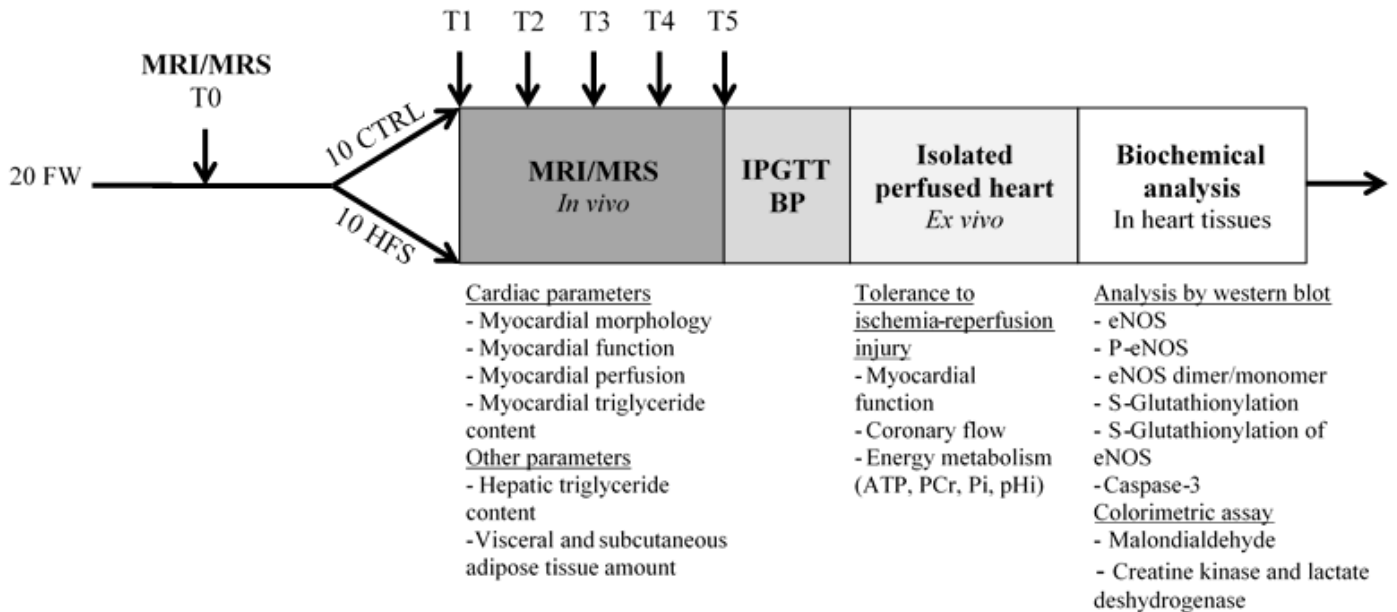 T1 T2 T3 T4 T5
MRI/MRS
T0
20 FW
10 CTRL
10 HFS
MRI/MRS
In vivo
IPGTT
BP
Isolated
perfused heart
Ex vivo
Biochemical
analysis
In heart tissues
Cardiac parameters
- Myocardial morphology
- Myocardial function
- Myocardial perfusion
- Myocardial triglyceride
content
Other parameters
- Hepatic triglyceride
content
-Visceral and subcutaneous
adipose tissue amount
Tolerance to
ischemia-reperfusion
injury
- Myocardial
function
- Coronary flow
- Energy metabolism
(ATP, PCr, Pi, pHi)
Analysis by western blot
- eNOS
- P-eNOS
- eNOS dimer/monomer
- S-Glutathionylation
- S-Glutathionylation of
eNOS
-Caspase-3
Colorimetric assay
- Malondialdehyde
- Creatine kinase and lactate
deshydrogenase